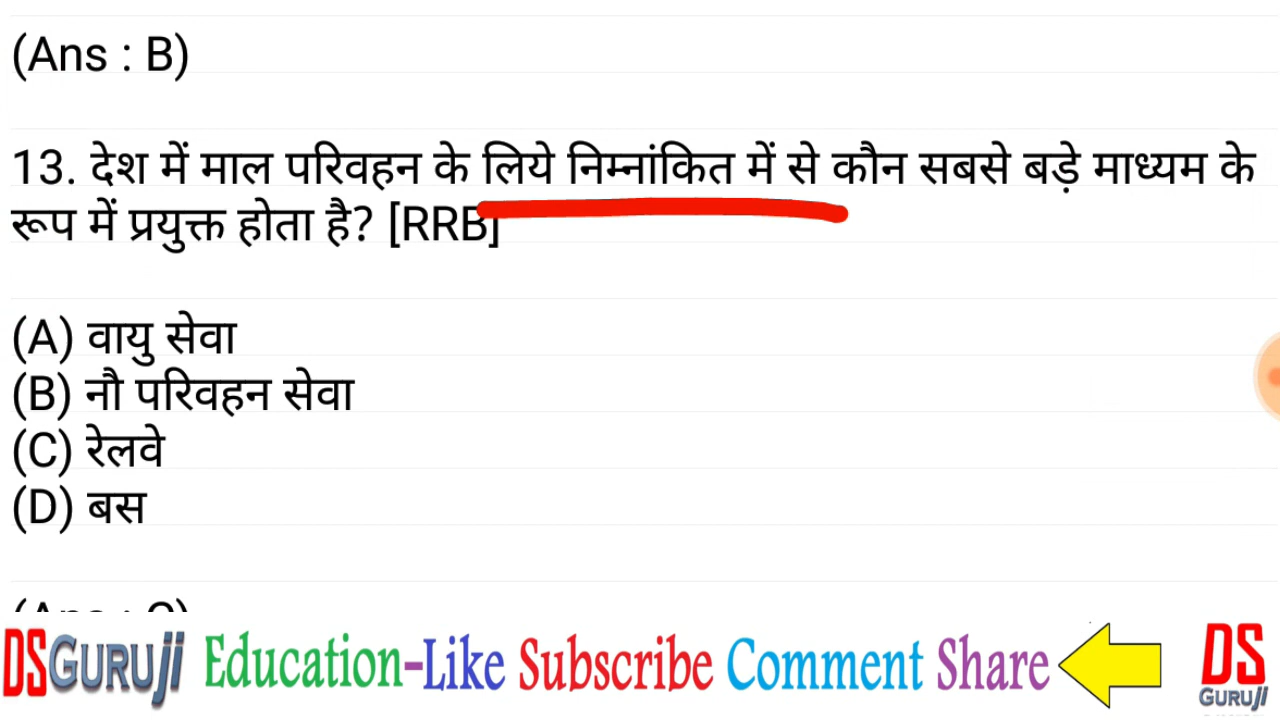 (Ans : B)
13. देश में माल परिवहन के लिये निम्नांकित में से कौन सबसे बड़े माध्यम के
रूप में प्रयुक्त होता है? [RRB]
(A) वायु सेवा
(B) नौ परिवहन सेवा
(C) रेलवे
(D) बस
DSGURUji Education-Like Subscribe Comment Share DS
GURUJI